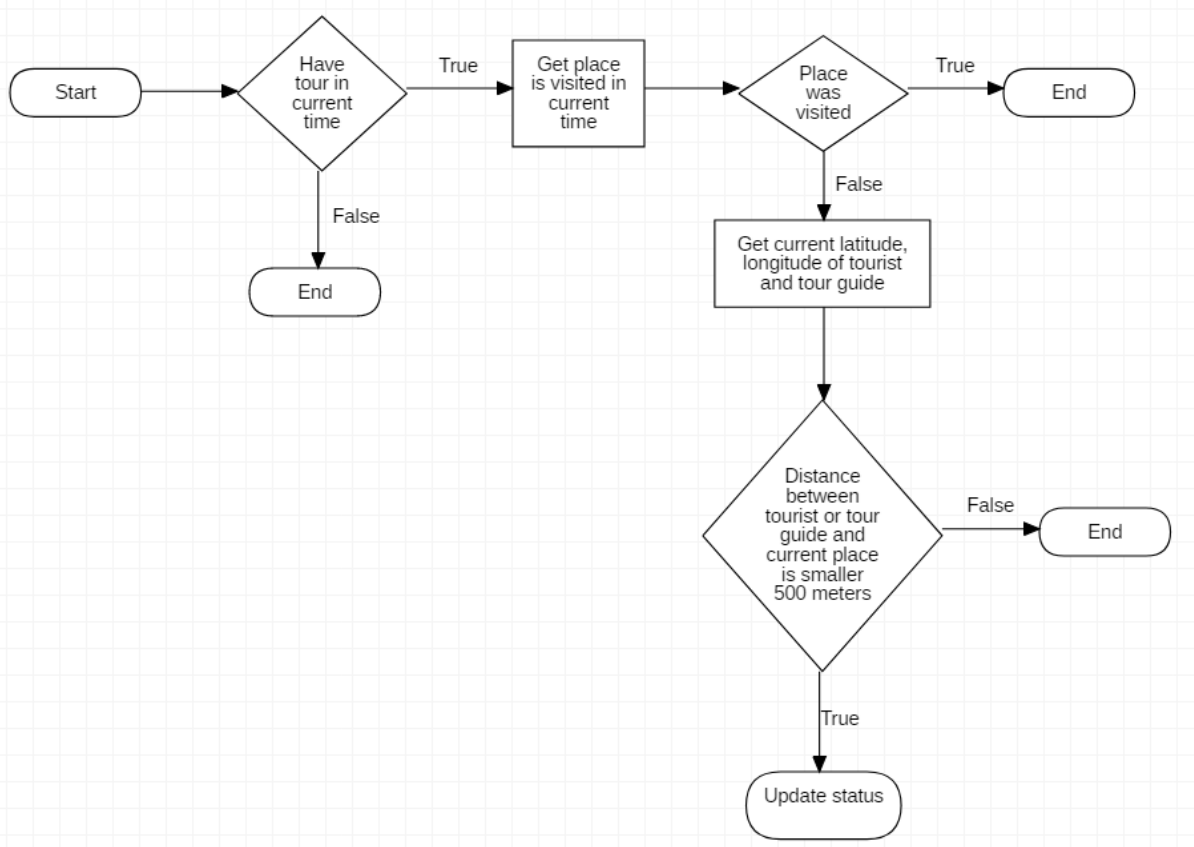 Start
Have
tour in
current
time
True
Get place
is visited in
current
time
Place
was
visited
True
End
False
End
False
Get current latitude,
longitude of tourist
and tour guide
Distance
between
tourist or tour
guide and
current place
is smaller
500 meters
False
End
True
Update status